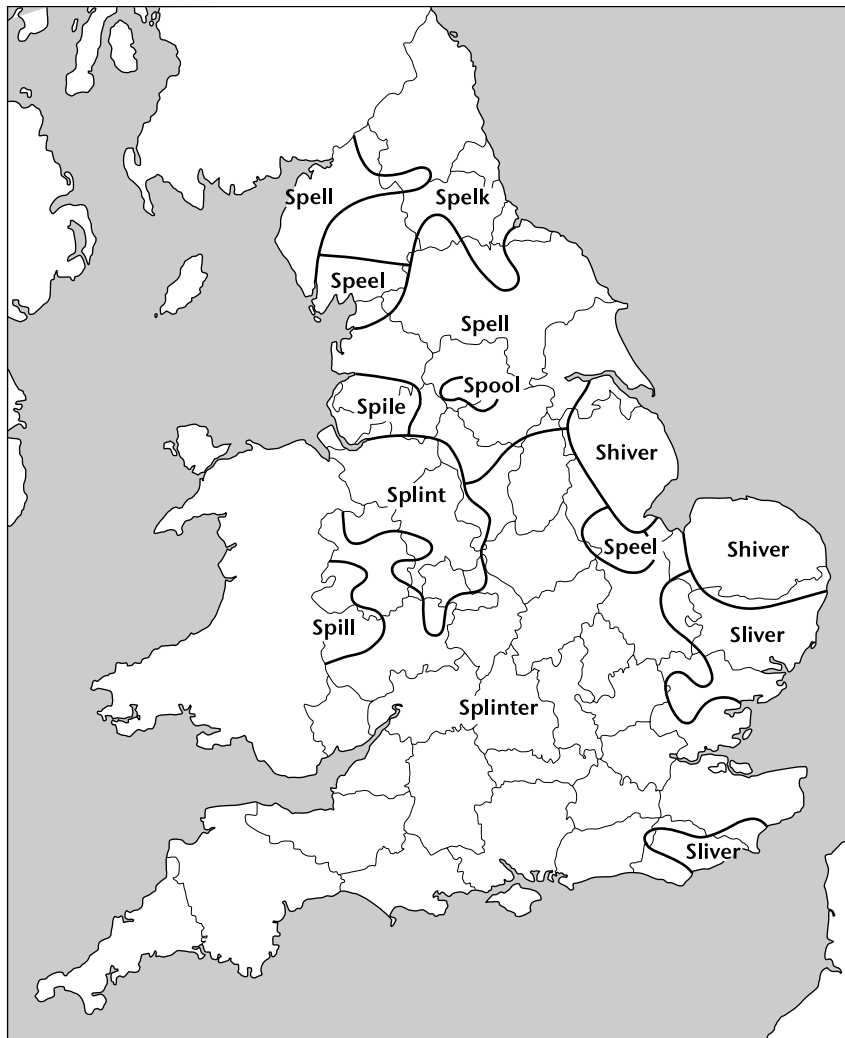 Spell
Spelk
Speel
Spell
Spool
Spile
Shiver
Splint
Speel
Shiver
Spill
Sliver
Splinter
Sliver